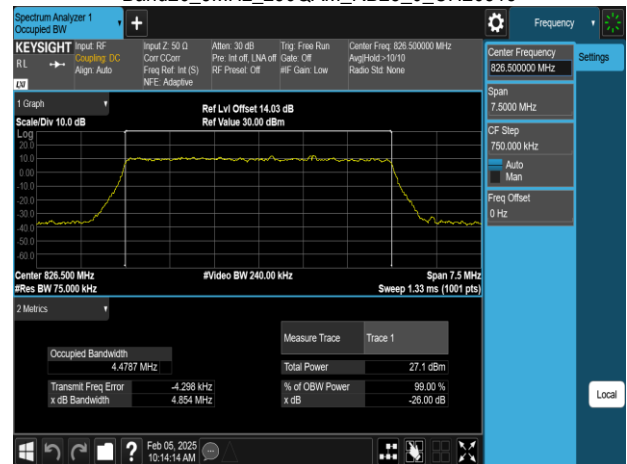 Spectrum Analyzer 1
Occupied BW
Frequency
KEYSIGHT
RL
LXI
Input: RF
Coupling: DC
Align: Auto
Input Z: 50 Ω
Corr CCorr
Freq Ref: Int (S)
NFE: Adaptive
Atten: 30 dB
Pre: Int off, LNA off
RF Preset: Off
Trig: Free Run
Gate: Off
#IF Gain: Low
Center Freq: 826.500000 MHz
Avg|Hold:>10/10
Radio Std: None
Center Frequency
826.500000 MHz
Settings
Span
7.5000 MHz
CF Step
750.000 kHz
Auto
Man
Freq Offset
0 Hz
Local
1 Graph
Scale/Div 10.0 dB
Ref Lvl Offset 14.03 dB
Ref Value 30.00 dBm
Log
20.0
10.0
0.00
-10.0
-20.0
-30.0
-40.0
-50.0
-60.0
Center 826.500 MHz
#Res BW 75.000 kHz
#Video BW 240.00 kHz
Span 7.5 MHz
Sweep 1.33 ms (1001 pts)
2 Metrics
Measure Trace Trace 1
Occupied Bandwidth
4.4787 MHz
Total Power 27.1 dBm
Transmit Freq Error -4.298 kHz
% of OBW Power 99.00 %
x dB Bandwidth 4.854 MHz
x dB -26.00 dB
Feb 05, 2025
10:14:14 AM